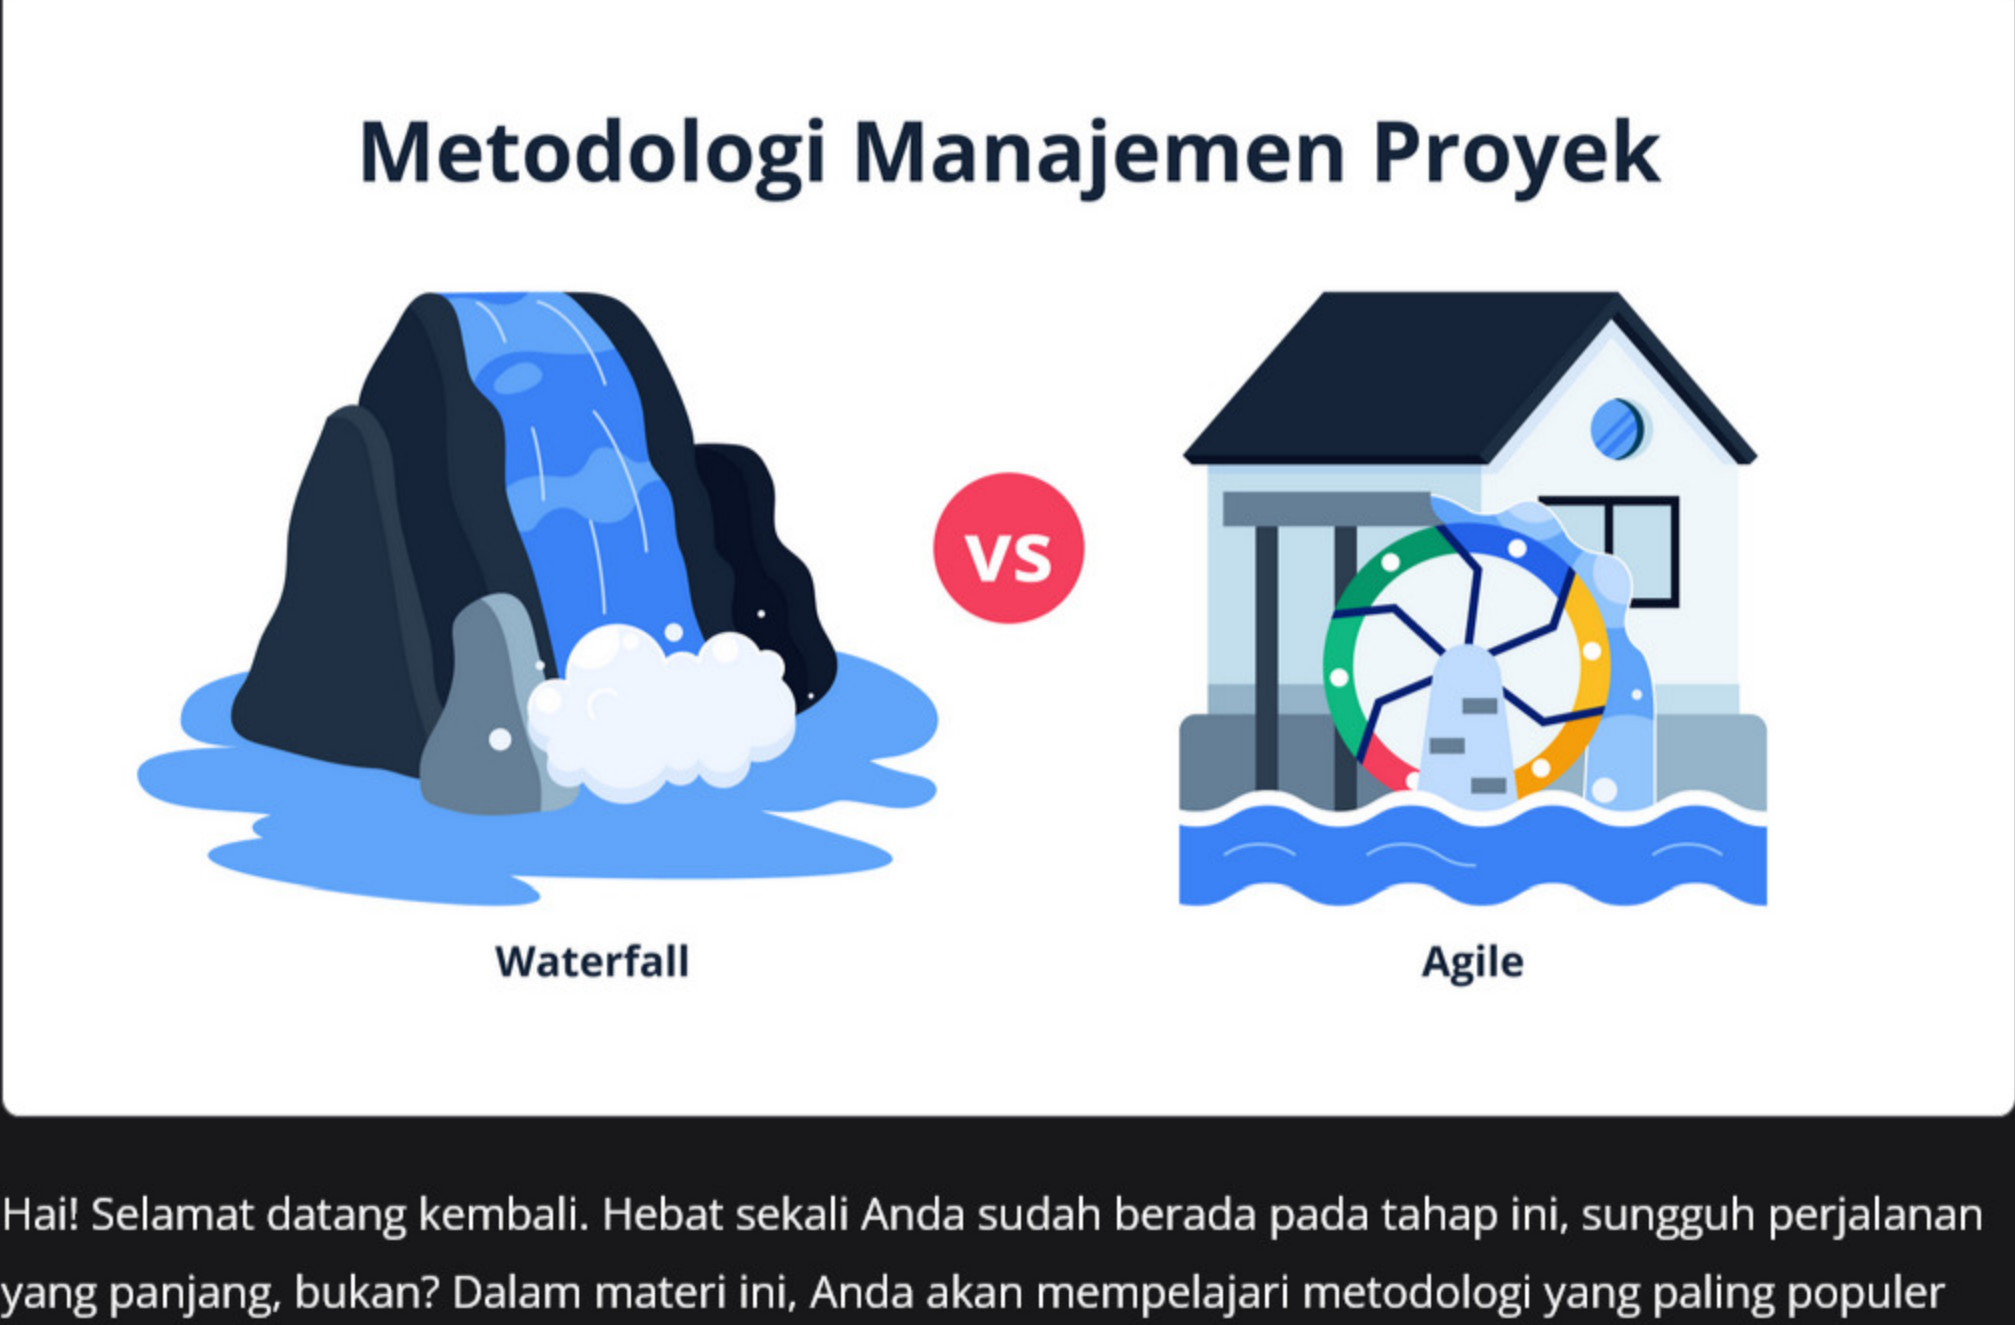 Metodologi Manajemen Proyek
vs
Waterfall
Agile
Hai! Selamat datang kembali. Hebat sekali Anda sudah berada pada tahap ini, sungguh perjalanan
yang panjang, bukan? Dalam materi ini, Anda akan mempelajari metodologi yang paling populer